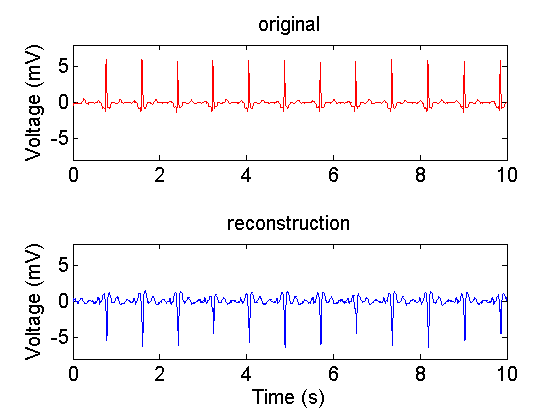 original
Voltage (mV)
5
0
-5
0 2 4 6 8 10
reconstruction
Voltage (mV)
5
0
-5
0 2 4 6 8 10
Time (s)